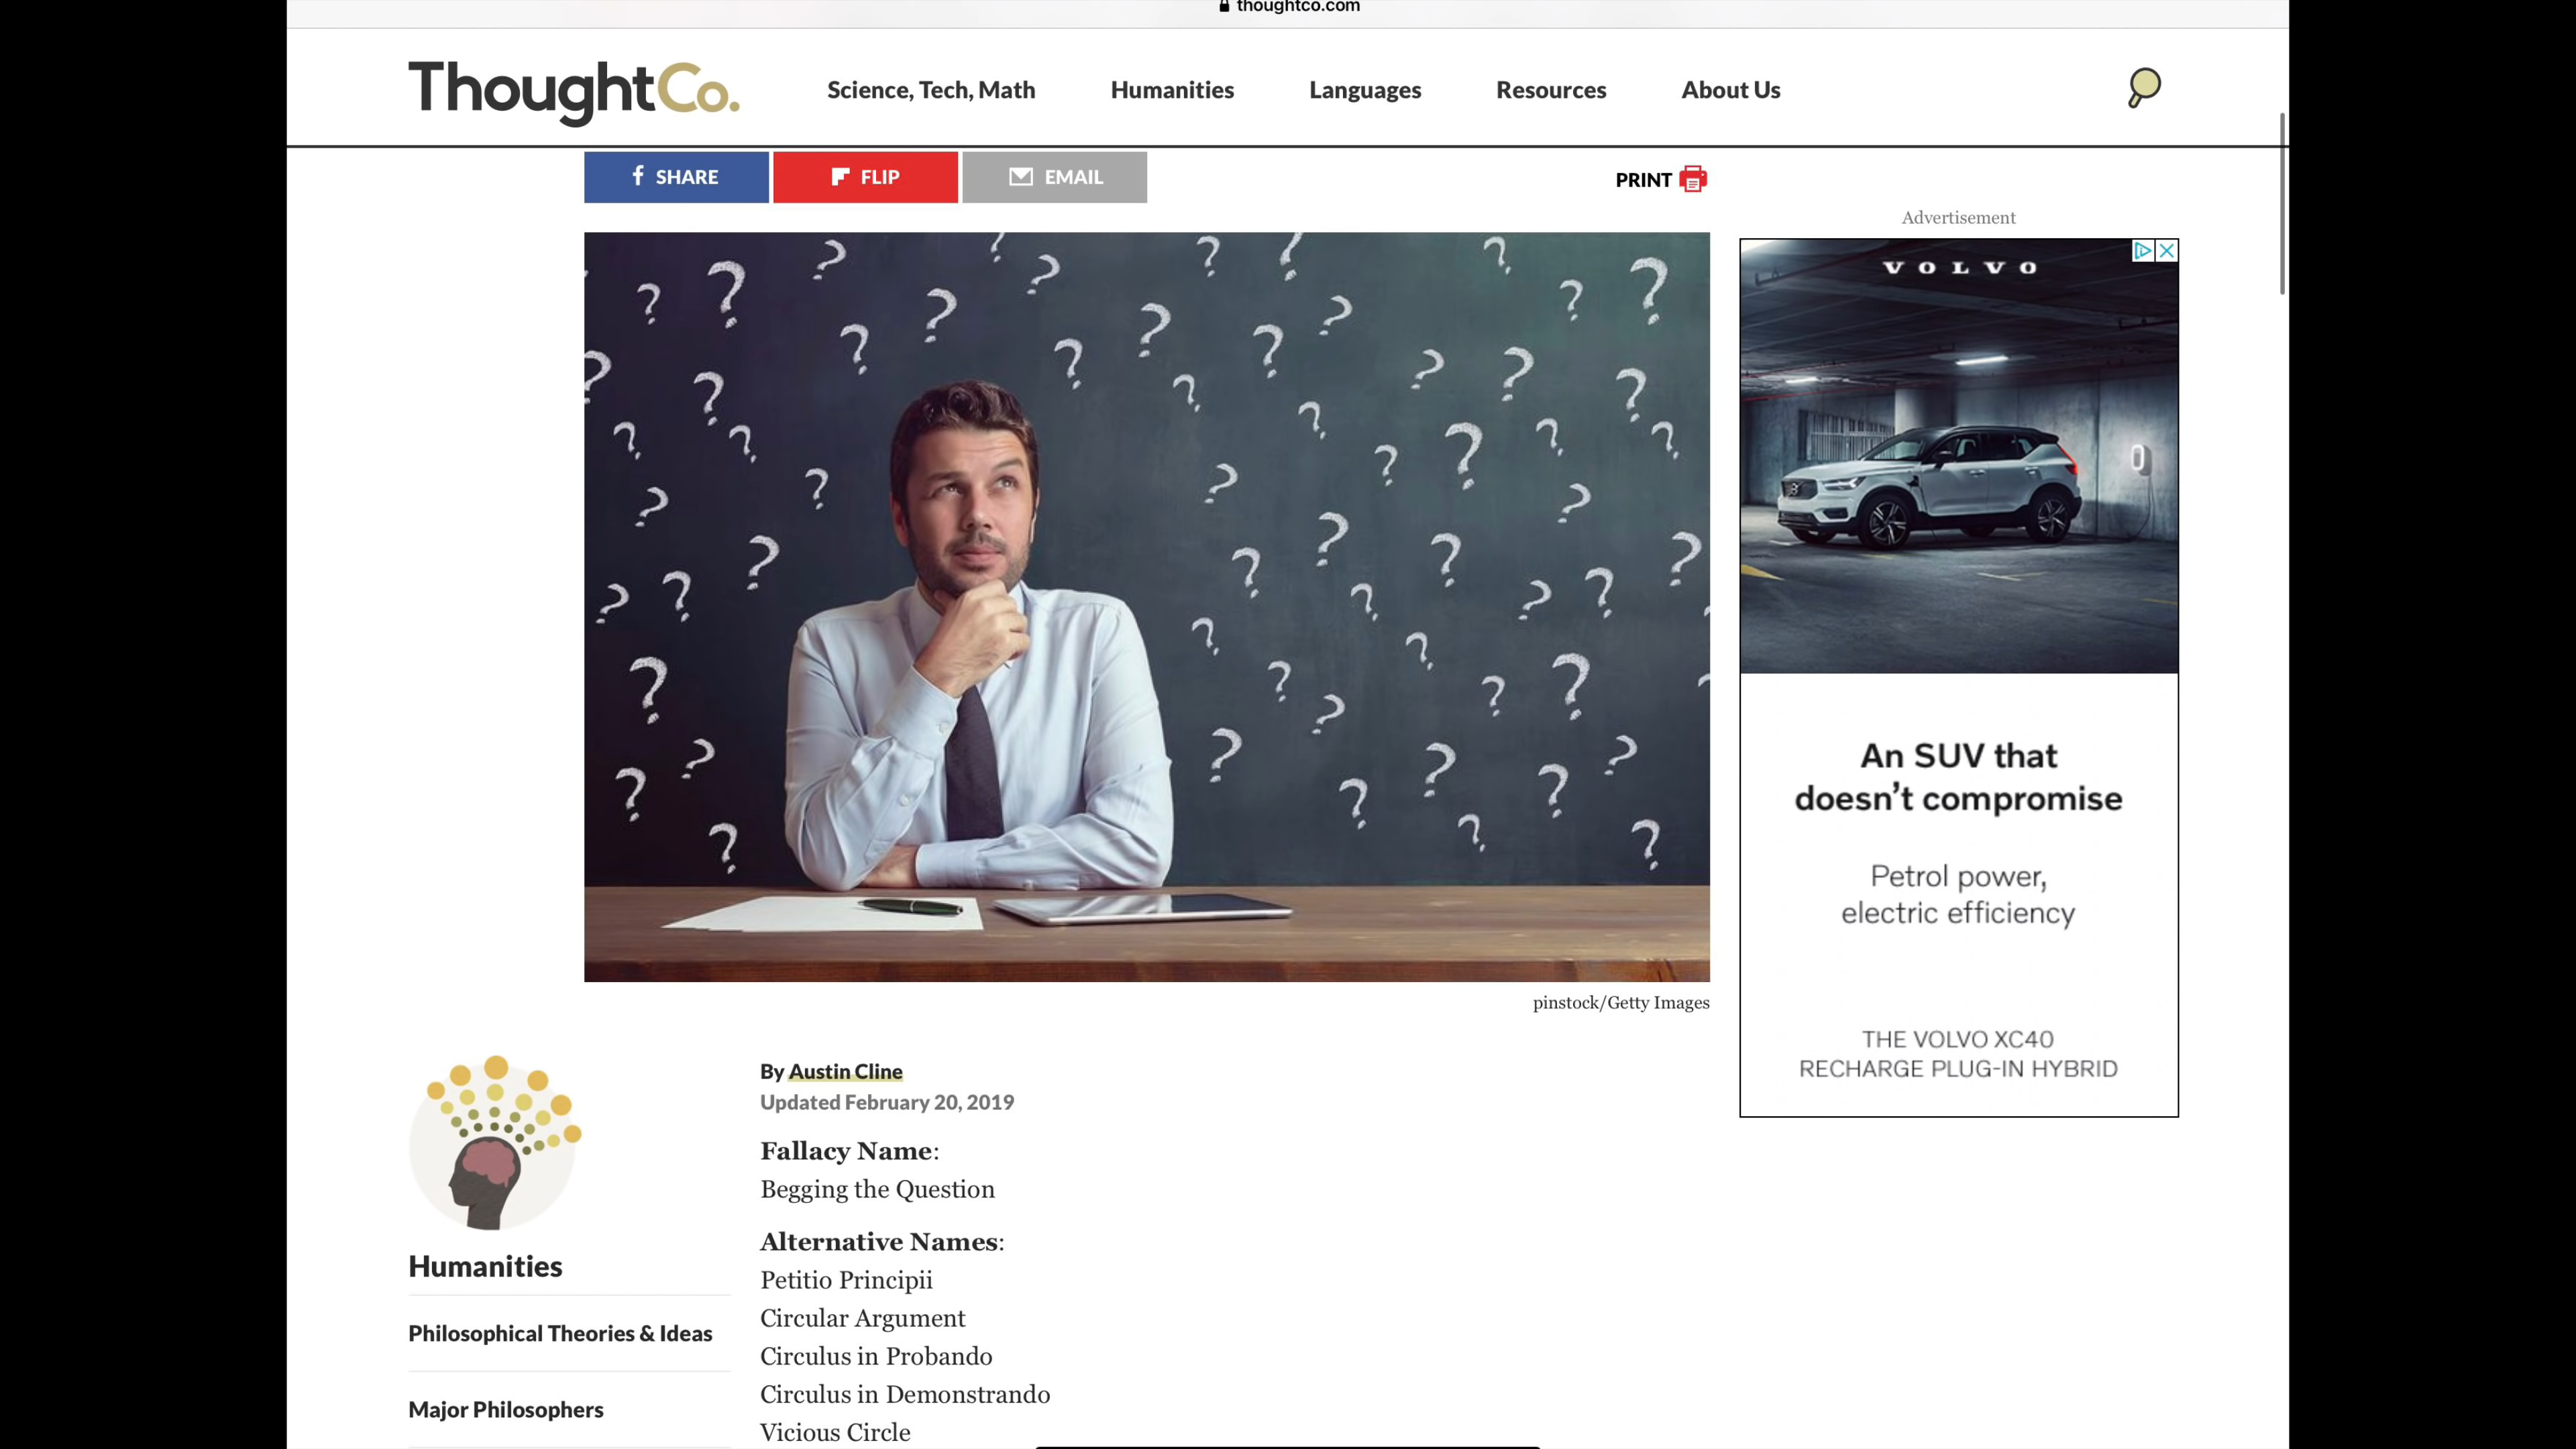 thoughtco.com
ThoughtCo.
Science, Tech, Math
Humanities
Languages
Resources
About Us
SHARE
FLIP
EMAIL
PRINT
Advertisement
VOLVO
An SUV that
doesn't compromise
Petrol power,
electric efficiency
THE VOLVO XC40
RECHARGE PLUG-IN HYBRID
pinstock/Getty Images
By Austin Cline
Updated February 20, 2019
Fallacy Name:
Begging the Question
Alternative Names:
Petitio Principii
Circular Argument
Circulus in Probando
Circulus in Demonstrando
Vicious Circle
Humanities
Philosophical Theories & Ideas
Major Philosophers